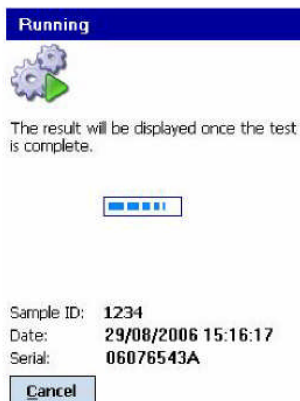 Running
The result will be displayed once the test
is complete.
Sample ID: 1234
Date: 29/08/2006 15:16:17
Serial: 06076543A
Cancel